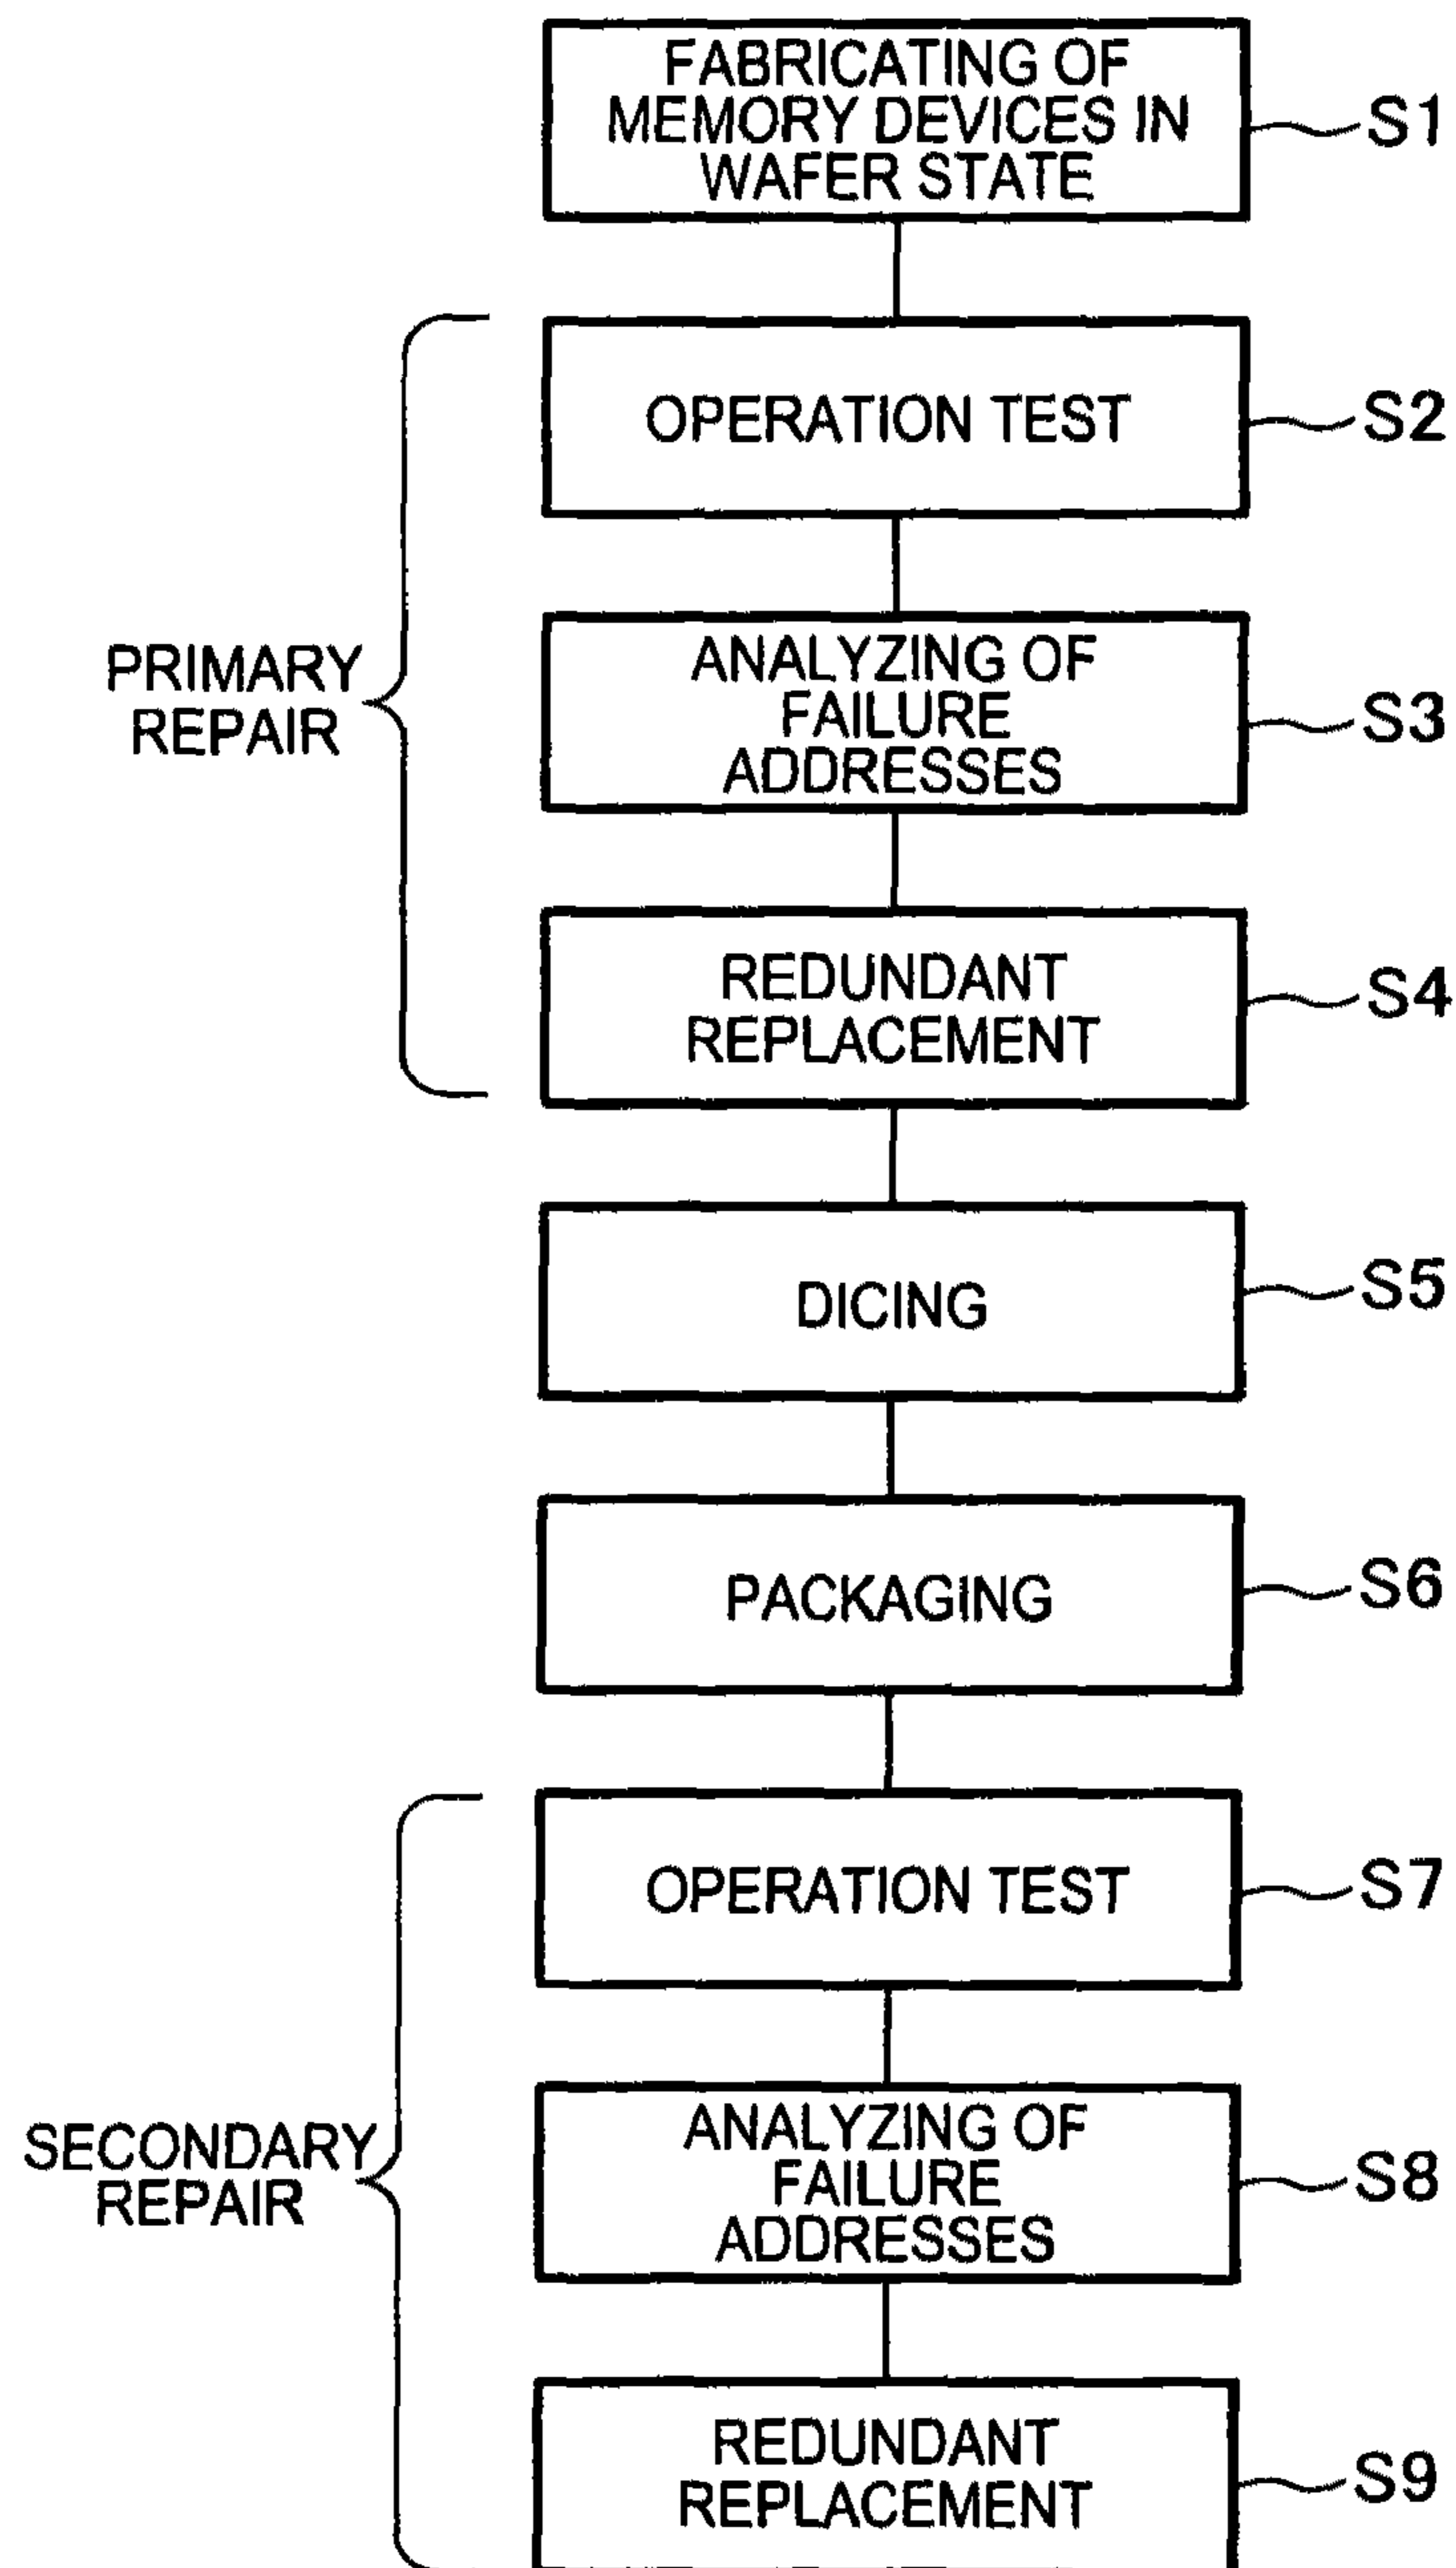 FABRICATING OF
MEMORY DEVICES IN
WAFER STATE
S1
OPERATION TEST
S2
PRIMARY
REPAIR
ANALYZING OF
FAILURE
ADDRESSES
S3
REDUNDANT
REPLACEMENT
S4
DICING
S5
PACKAGING
S6
OPERATION TEST
S7
SECONDARY
REPAIR
ANALYZING OF
FAILURE
ADDRESSES
S8
REDUNDANT
REPLACEMENT
S9